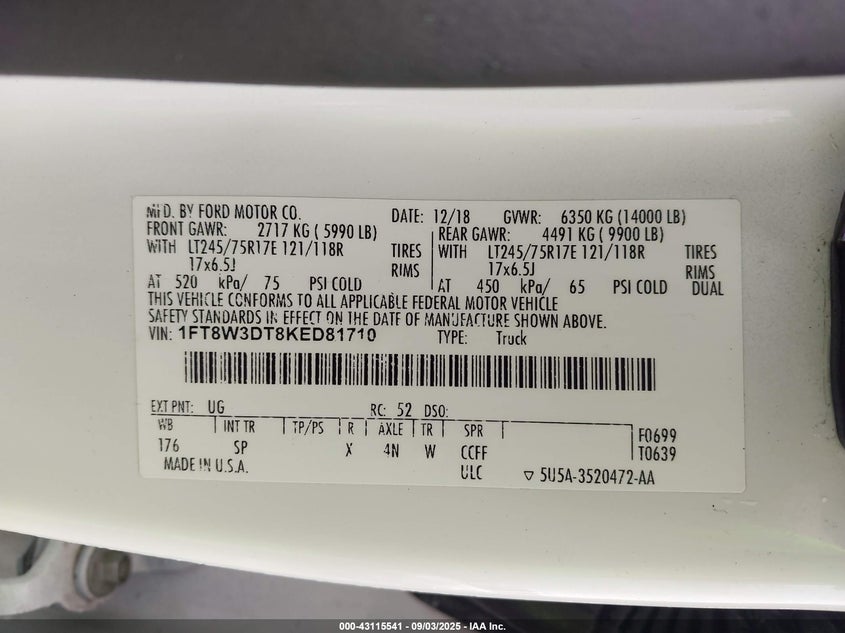 MFD. BY FORD MOTOR CO. DATE: 12/18 GVWR: 6350 KG (14000 LB)
FRONT GAWR: 2717 KG ( 5990 LB) REAR GAWR: 4491 KG ( 9900 LB)
WITH LT245/75R17E 121/118R TIRES WITH LT245/75R17E 121/118R TIRES
17x6.5J RIMS 17x6.5J RIMS
AT 520 kPa/ 75 PSI COLD AT 450 kPa/ 65 PSI COLD DUAL
THIS VEHICLE CONFORMS TO ALL APPLICABLE FEDERAL MOTOR VEHICLE
SAFETY STANDARDS IN EFFECT ON THE DATE OF MANUFACTURE SHOWN ABOVE.
VIN: 1FT8W3DT8KED81710 TYPE: Truck
EXT PNT: UG RC: 52 DSO:
WB INT TR TP/PS R AXLE TR SPR F0699
176 SP X 4N W CCFF T0639
MADE IN U.S.A. ULC ▽ 5U5A-3520472-AA
000-43115541 - 09/03/2025 - IAA Inc.